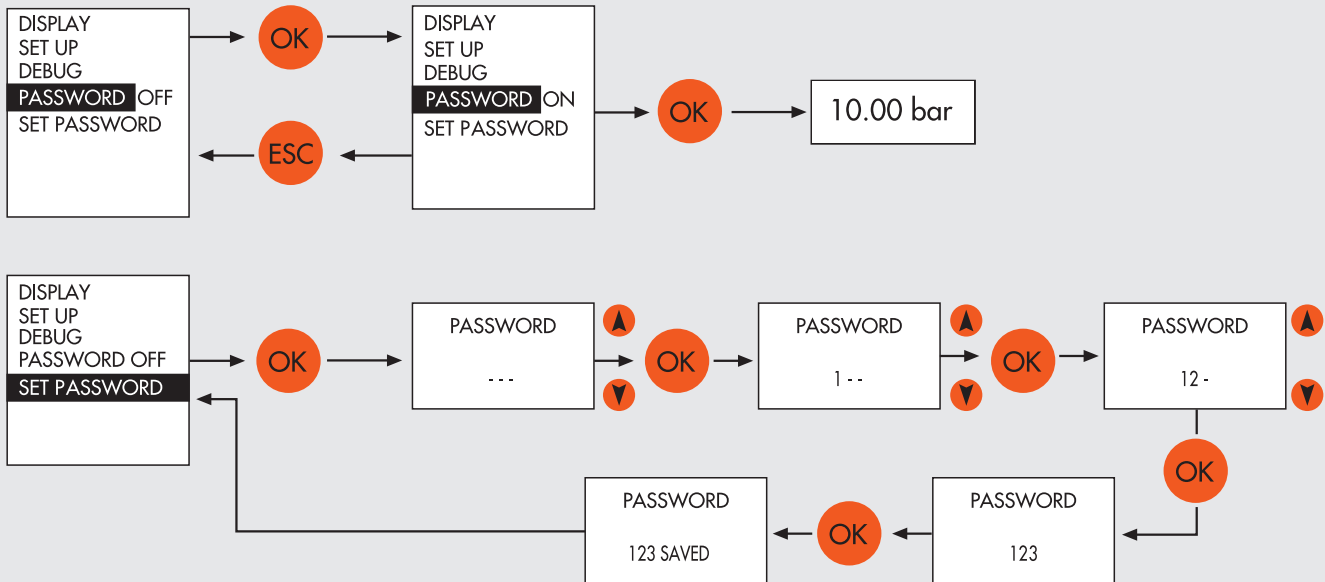 DISPLAY
SET UP
DEBUG
PASSWORD OFF
SET PASSWORD
OK
ESC
DISPLAY
SET UP
DEBUG
PASSWORD ON
SET PASSWORD
OK
10.00 bar
DISPLAY
SET UP
DEBUG
PASSWORD OFF
SET PASSWORD
OK
PASSWORD
- - -
OK
PASSWORD
1 - -
OK
PASSWORD
12 -
OK
PASSWORD
123
OK
PASSWORD
123 SAVED